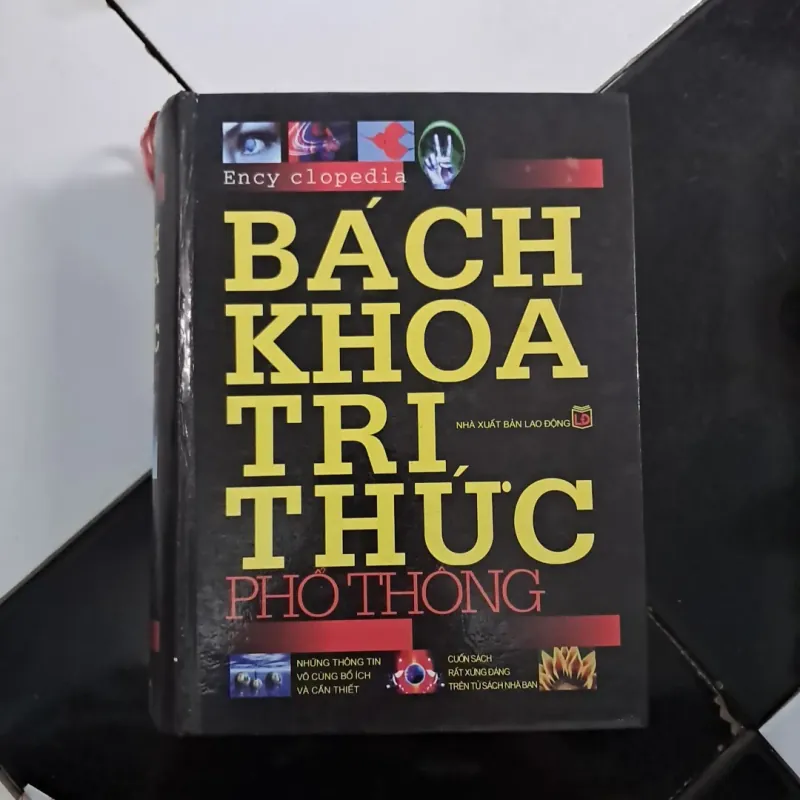 Ency clopedia
BÁCH
KHOA
TRI
NHÀ XUẤT BẢN LAO ĐỘNG LĐ
THỨC
PHỔ THÔNG
NHỮNG THÔNG TIN
VÔ CÙNG BỔ ÍCH
VÀ CẦN THIẾT
CUỐN SÁCH
RẤT XỨNG ĐÁNG
TRÊN TỦ SÁCH NHÀ BẠN